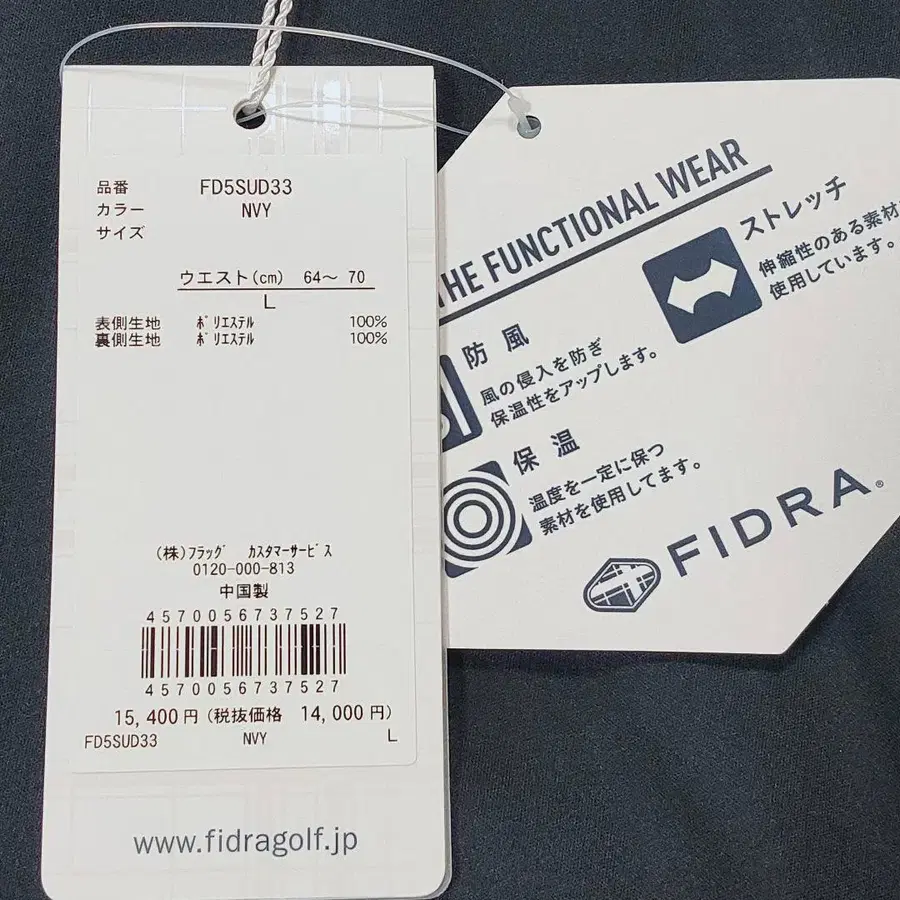 品番 FD5SUD33
カラー NVY
サイズ
ウエスト(cm) 64～ 70
L
表側生地 ﾎﾟﾘｴｽﾃﾙ 100%
裏側生地 ﾎﾟﾘｴｽﾃﾙ 100%
(株)ﾌﾗｯｸﾞ ｶｽﾀﾏｰｻｰﾋﾞｽ
0120-000-813
中国製
4570056737527
4570056737527
15,400円 (税抜価格 14,000円)
FD5SUD33 NVY L
www.fidragolf.jp
THE FUNCTIONAL WEAR
ストレッチ
伸縮性のある素材
使用しています。
防風
風の侵入を防ぎ
保温性をアップします。
保温
温度を一定に保つ
素材を使用してます。
FIDRA®